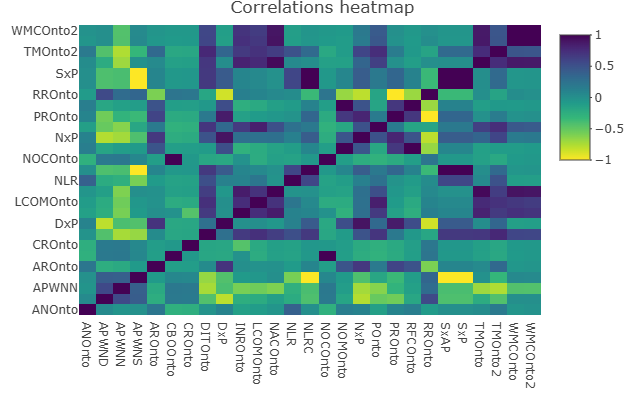 Correlations heatmap
WMCOnto2
TMOnto2
SxP
RROnto
PROnto
NxP
NOCOnto
NLR
LCOMOnto
DxP
CROnto
AROnto
APWNN
ANOnto
1
0.5
0
−0.5
−1
ANOnto
APWND
APWNN
APWNS
AROnto
CBOOnto
CROnto
DITOnto
DxP
INROnto
LCOMOnto
NACOnto
NLR
NLRC
NOCOnto
NOMOnto
NxP
POnto
PROnto
RFCOnto
RROnto
SxAP
SxP
TMOnto
TMOnto2
WMCOnto
WMCOnto2